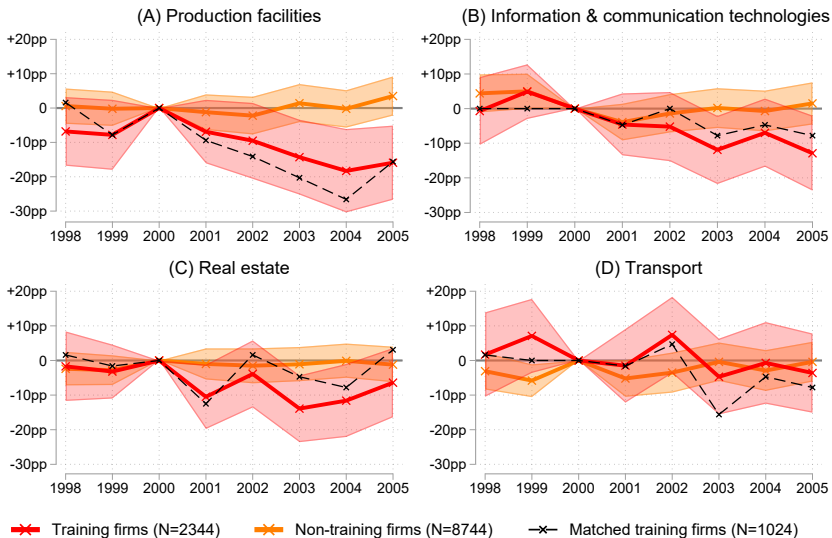 (A) Production facilities
+20pp
+10pp
0
-10pp
-20pp
-30pp
1998 1999 2000 2001 2002 2003 2004 2005
(B) Information & communication technologies
+20pp
+10pp
0
-10pp
-20pp
-30pp
1998 1999 2000 2001 2002 2003 2004 2005
(C) Real estate
+20pp
+10pp
0
-10pp
-20pp
-30pp
1998 1999 2000 2001 2002 2003 2004 2005
(D) Transport
+20pp
+10pp
0
-10pp
-20pp
-30pp
1998 1999 2000 2001 2002 2003 2004 2005
Training firms (N=2344) Non-training firms (N=8744) Matched training firms (N=1024)